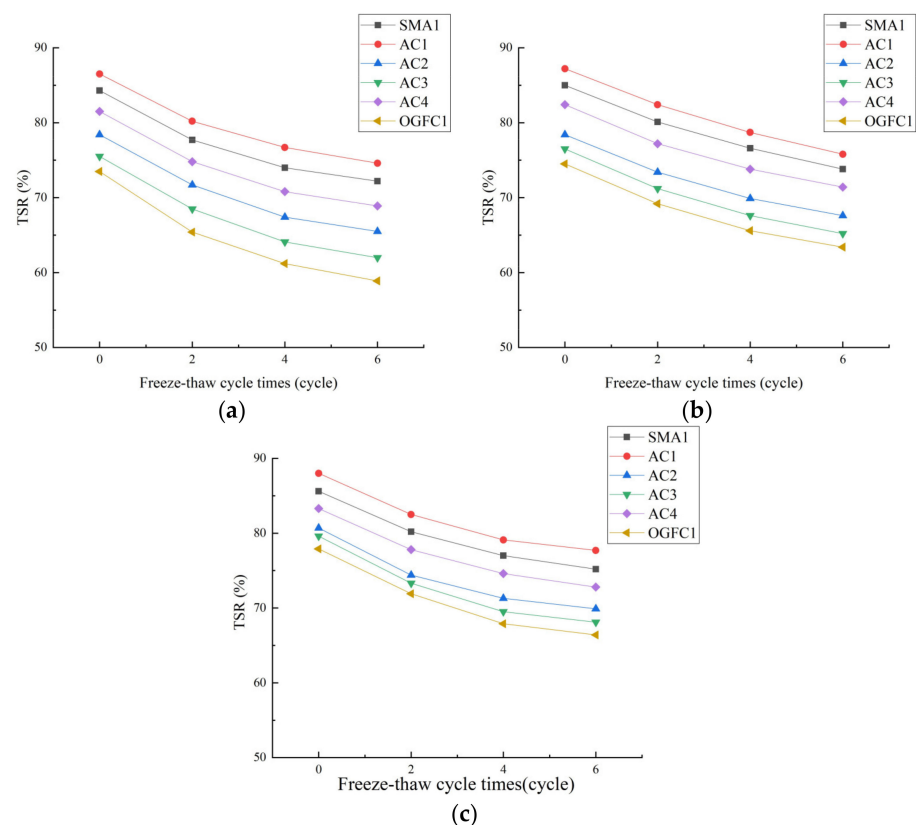 SMA1
AC1
AC2
AC3
AC4
OGFC1
90
80
70
60
50
TSR (%)
0 2 4 6
Freeze-thaw cycle times (cycle)
(a)
SMA1
AC1
AC2
AC3
AC4
OGFC1
90
80
70
60
50
TSR (%)
0 2 4 6
Freeze-thaw cycle times (cycle)
(b)
SMA1
AC1
AC2
AC3
AC4
OGFC1
90
80
70
60
50
TSR (%)
0 2 4 6
Freeze-thaw cycle times(cycle)
(c)